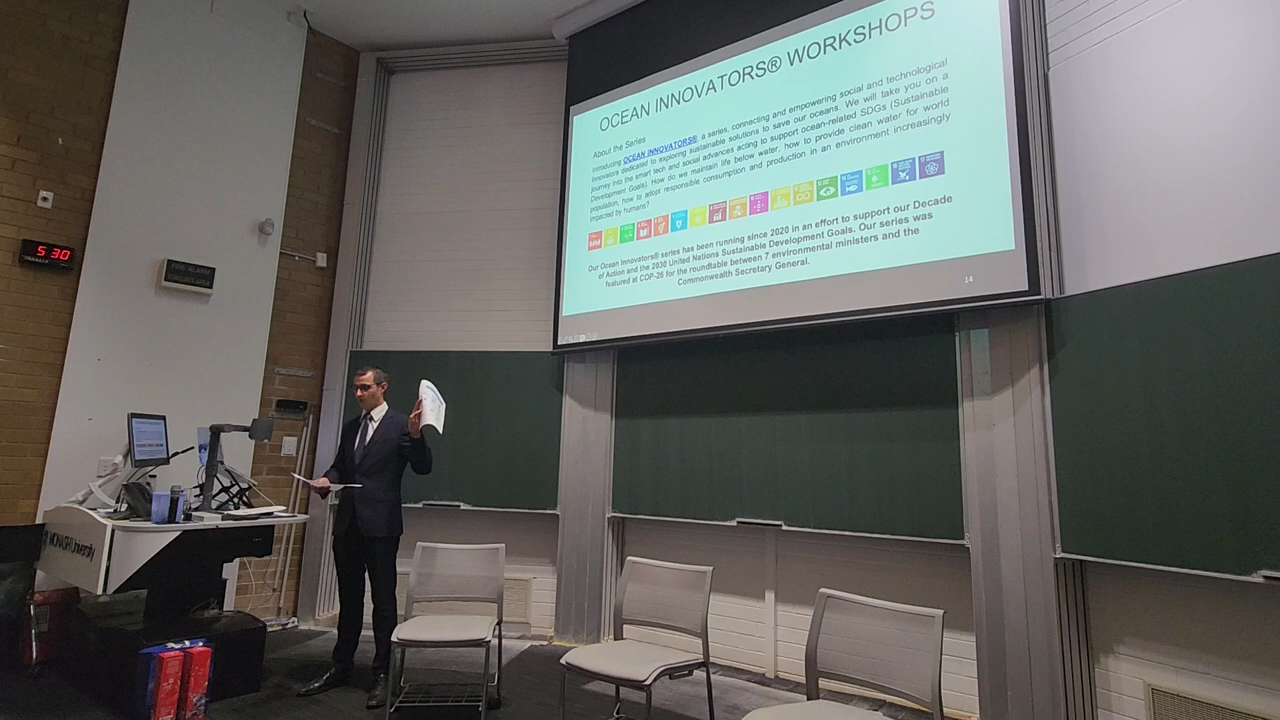 OCEAN INNOVATORS® WORKSHOPS
About the Series
Introducing OCEAN INNOVATORS®, a series, connecting and empowering social and technological
innovators dedicated to exploring sustainable solutions to save our oceans. We will take you on a
journey into the smart tech and social advances acting to support ocean-related SDGs (Sustainable
Development Goals). How do we maintain life below water, how to provide clean water for world
population, how to adopt responsible consumption and production in an environment increasingly
impacted by humans?
Our Ocean Innovators® series has been running since 2020 in an effort to support our Decade
of Action and the 2030 United Nations Sustainable Development Goals. Our series was
featured at COP-26 for the roundtable between 7 environmental ministers and the
Commonwealth Secretary General.
14
5 30
FIRE ALARM
EVACUATE AREA
MONASH University